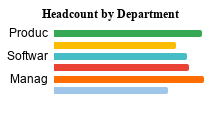 Headcount by Department
Produc
Softwar
Manag